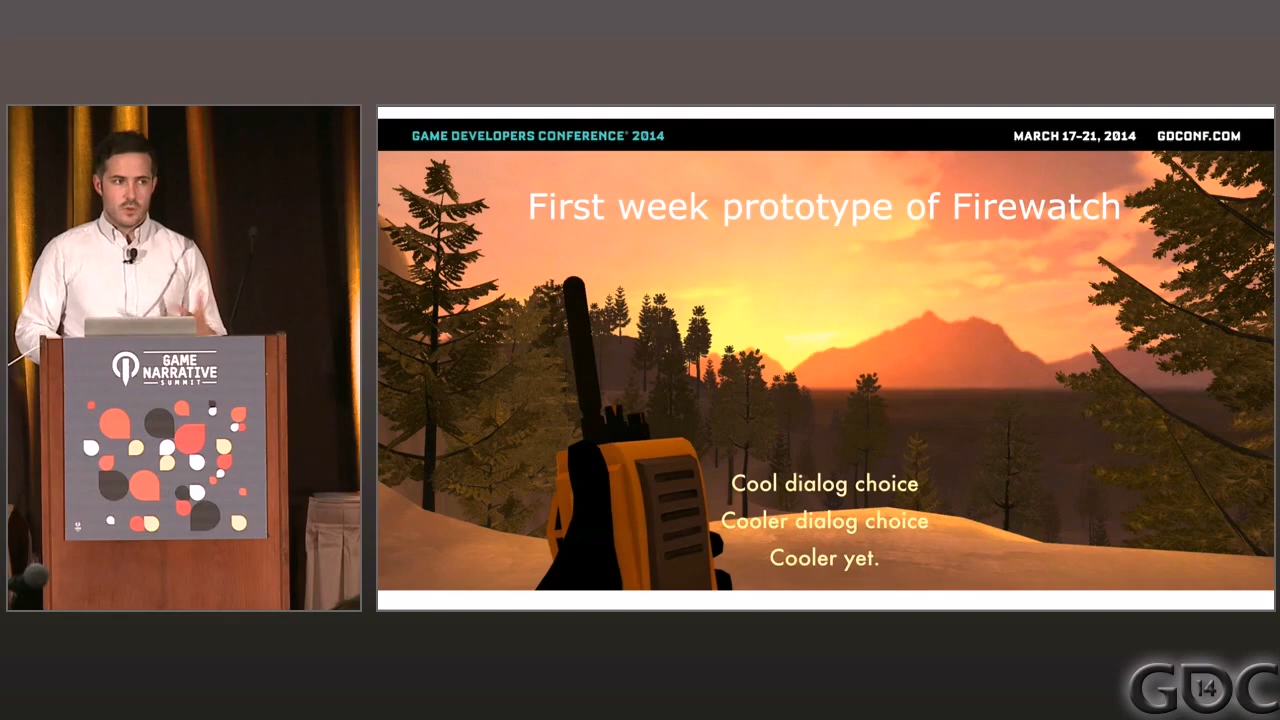 GAME DEVELOPERS CONFERENCE® 2014
MARCH 17–21, 2014 GDCONF.COM
First week prototype of Firewatch
Cool dialog choice
Cooler dialog choice
Cooler yet.
GAME
NARRATIVE
SUMMIT
GDC
14